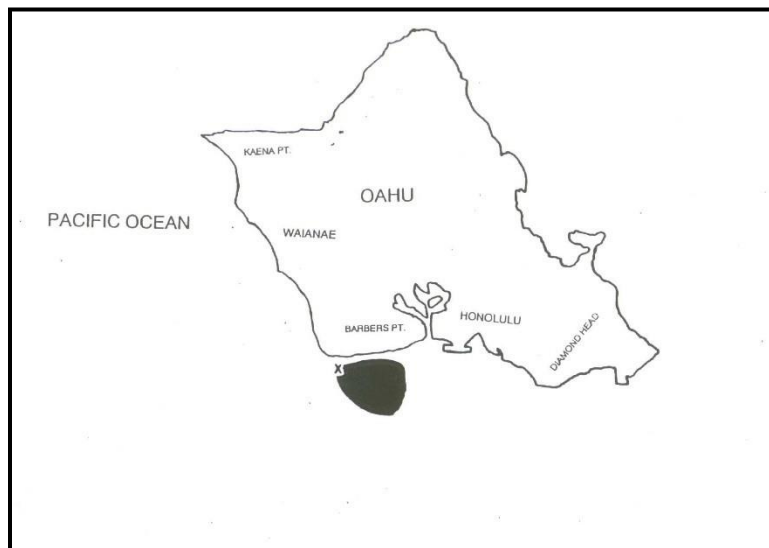 KAENA PT.
OAHU
PACIFIC OCEAN
WAIANAE
HONOLULU
BARBERS PT.
DIAMOND HEAD
X